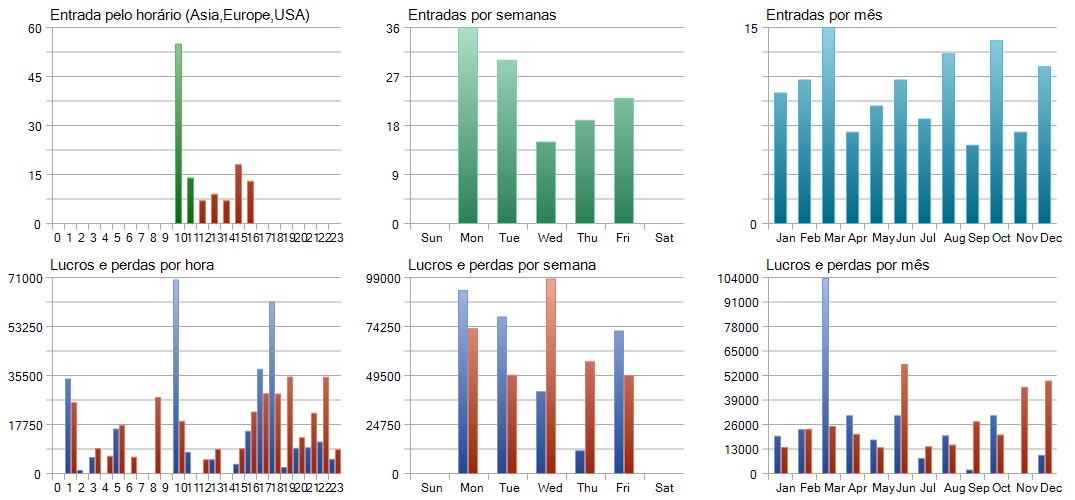 Entrada pelo horário (Asia,Europe,USA)
60
45
30
15
0
0 1 2 3 4 5 6 7 8 9 10 11 12 13 14 15 16 17 18 19 20 21 22 23
Entradas por semanas
36
27
18
9
0
Sun Mon Tue Wed Thu Fri Sat
Entradas por mês
15
0
Jan Feb Mar Apr May Jun Jul Aug Sep Oct Nov Dec
Lucros e perdas por hora
71000
53250
35500
17750
0
0 1 2 3 4 5 6 7 8 9 10 11 12 13 14 15 16 17 18 19 20 21 22 23
Lucros e perdas por semana
99000
74250
49500
24750
0
Sun Mon Tue Wed Thu Fri Sat
Lucros e perdas por mês
104000
91000
78000
65000
52000
39000
26000
13000
0
Jan Feb Mar Apr May Jun Jul Aug Sep Oct Nov Dec